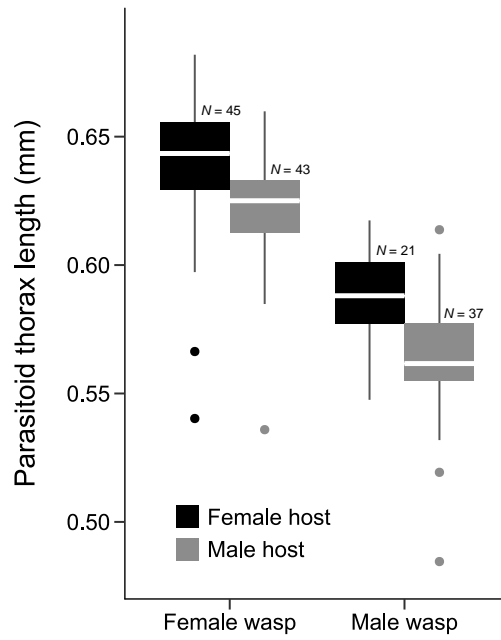 Parasitoid thorax length (mm)
0.65
0.60
0.55
0.50
N = 45
N = 43
N = 21
N = 37
Female host
Male host
Female wasp
Male wasp